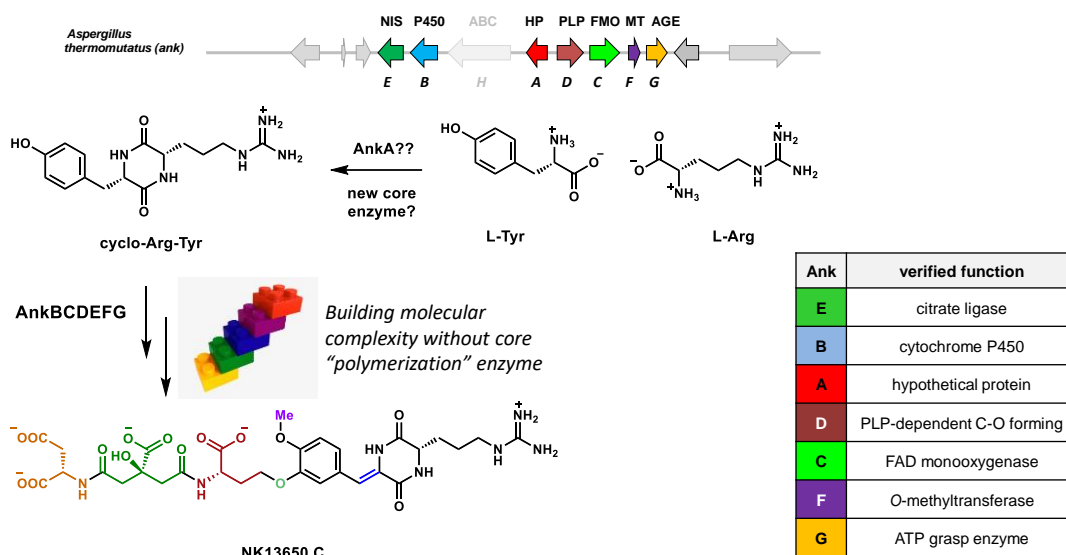 NIS P450 ABC HP PLP FMO MT AGE
Aspergillus
thermomutatus (ank)
E B H A D C F G
O
HO
HN
NH
O
N
H
+
NH2
NH2
cyclo-Arg-Tyr
AnkA??
new core
enzyme?
HO
+
NH3
O−
O
L-Tyr
O
−O
+
NH3
N
H
+
NH2
NH2
L-Arg
AnkBCDEFG
Building molecular
complexity without core
“polymerization” enzyme
Ank verified function
E citrate ligase
B cytochrome P450
A hypothetical protein
D PLP-dependent C-O forming
C FAD monooxygenase
F O-methyltransferase
G ATP grasp enzyme
−OOC
−OOC
N
H
O
HO
−O
O
O
N
H
−O
O
O
Me
O
O
HN
NH
O
N
H
+
NH2
NH2
NK13650 C